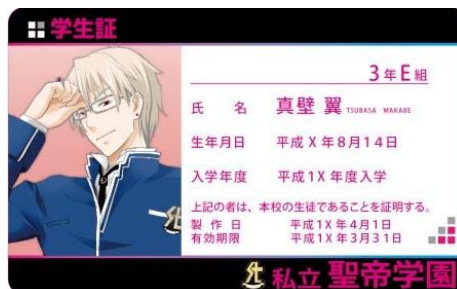 学生証
3年E組
氏 名 真壁 翼 TSUBASA MAKABE
生年月日 平成X年8月14日
入学年度 平成1X年度入学
上記の者は、本校の生徒であることを証明する。
製作日 平成1X年4月1日
有効期限 平成1X年3月31日
私立 聖帝学園